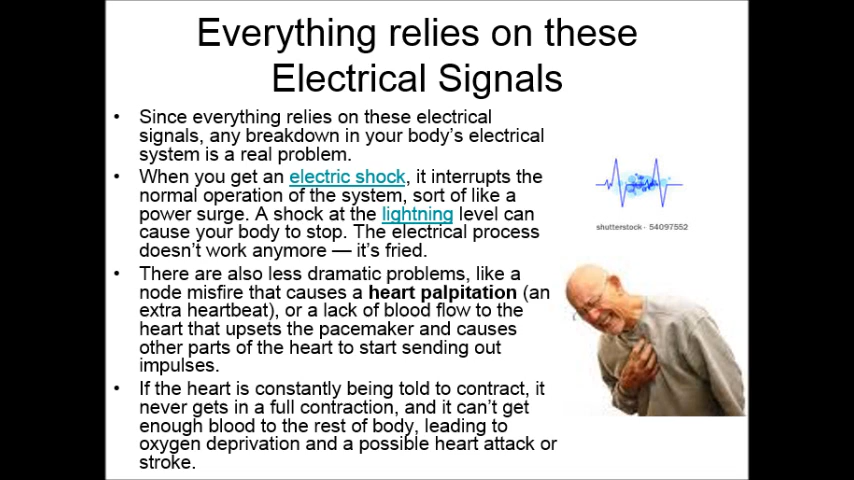 Everything relies on these
Electrical Signals
• Since everything relies on these electrical
signals, any breakdown in your body's electrical
system is a real problem.
• When you get an electric shock, it interrupts the
normal operation of the system, sort of like a
power surge. A shock at the lightning level can
cause your body to stop. The electrical process
doesn't work anymore — it's fried.
• There are also less dramatic problems, like a
node misfire that causes a heart palpitation (an
extra heartbeat), or a lack of blood flow to the
heart that upsets the pacemaker and causes
other parts of the heart to start sending out
impulses.
• If the heart is constantly being told to contract, it
never gets in a full contraction, and it can't get
enough blood to the rest of body, leading to
oxygen deprivation and a possible heart attack or
stroke.
shutterstock · 54097552